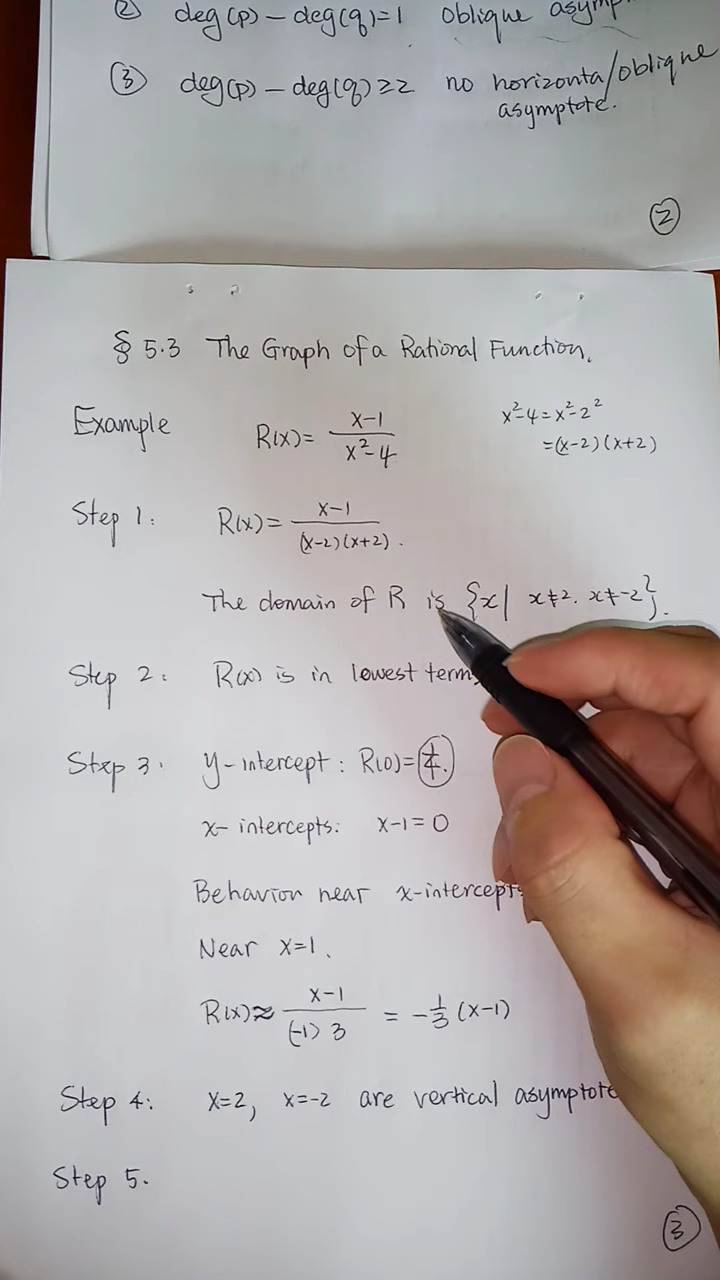 ② deg(p) - deg(q)=1 oblique
③ deg(p) - deg(q) ≥2 no horizontal/oblique
asymptote.
②
§ 5.3 The Graph of a Rational Function.
Example R(x)= (x-1)/(x²-4) x²-4=x²-2²
=(x-2)(x+2)
Step 1: R(x)= (x-1)/((x-2)(x+2)).
The domain of R is {x| x≠2. x≠-2}.
Step 2: R(x) is in lowest term
Step 3: y-intercept: R(0)= 1/4.
x-intercepts: x-1=0
Behavior near x-intercepts
Near x=1.
R(x)≈ (x-1)/((-1) 3) = -1/3 (x-1)
Step 4: x=2, x=-2 are vertical asymptote
Step 5.
③